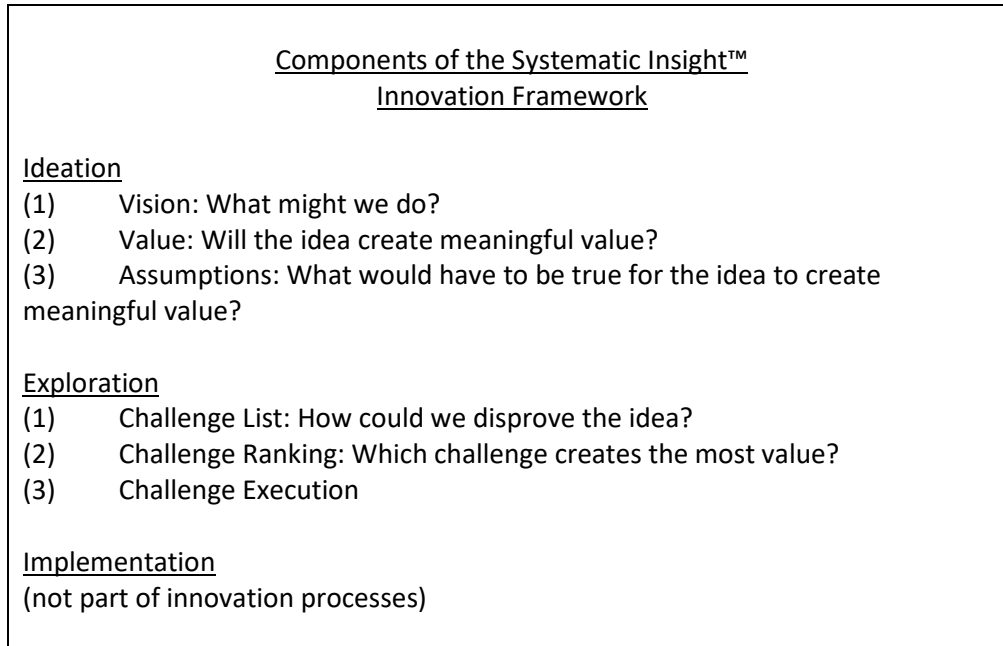 Components of the Systematic Insight™
Innovation Framework
Ideation
(1) Vision: What might we do?
(2) Value: Will the idea create meaningful value?
(3) Assumptions: What would have to be true for the idea to create
meaningful value?
Exploration
(1) Challenge List: How could we disprove the idea?
(2) Challenge Ranking: Which challenge creates the most value?
(3) Challenge Execution
Implementation
(not part of innovation processes)